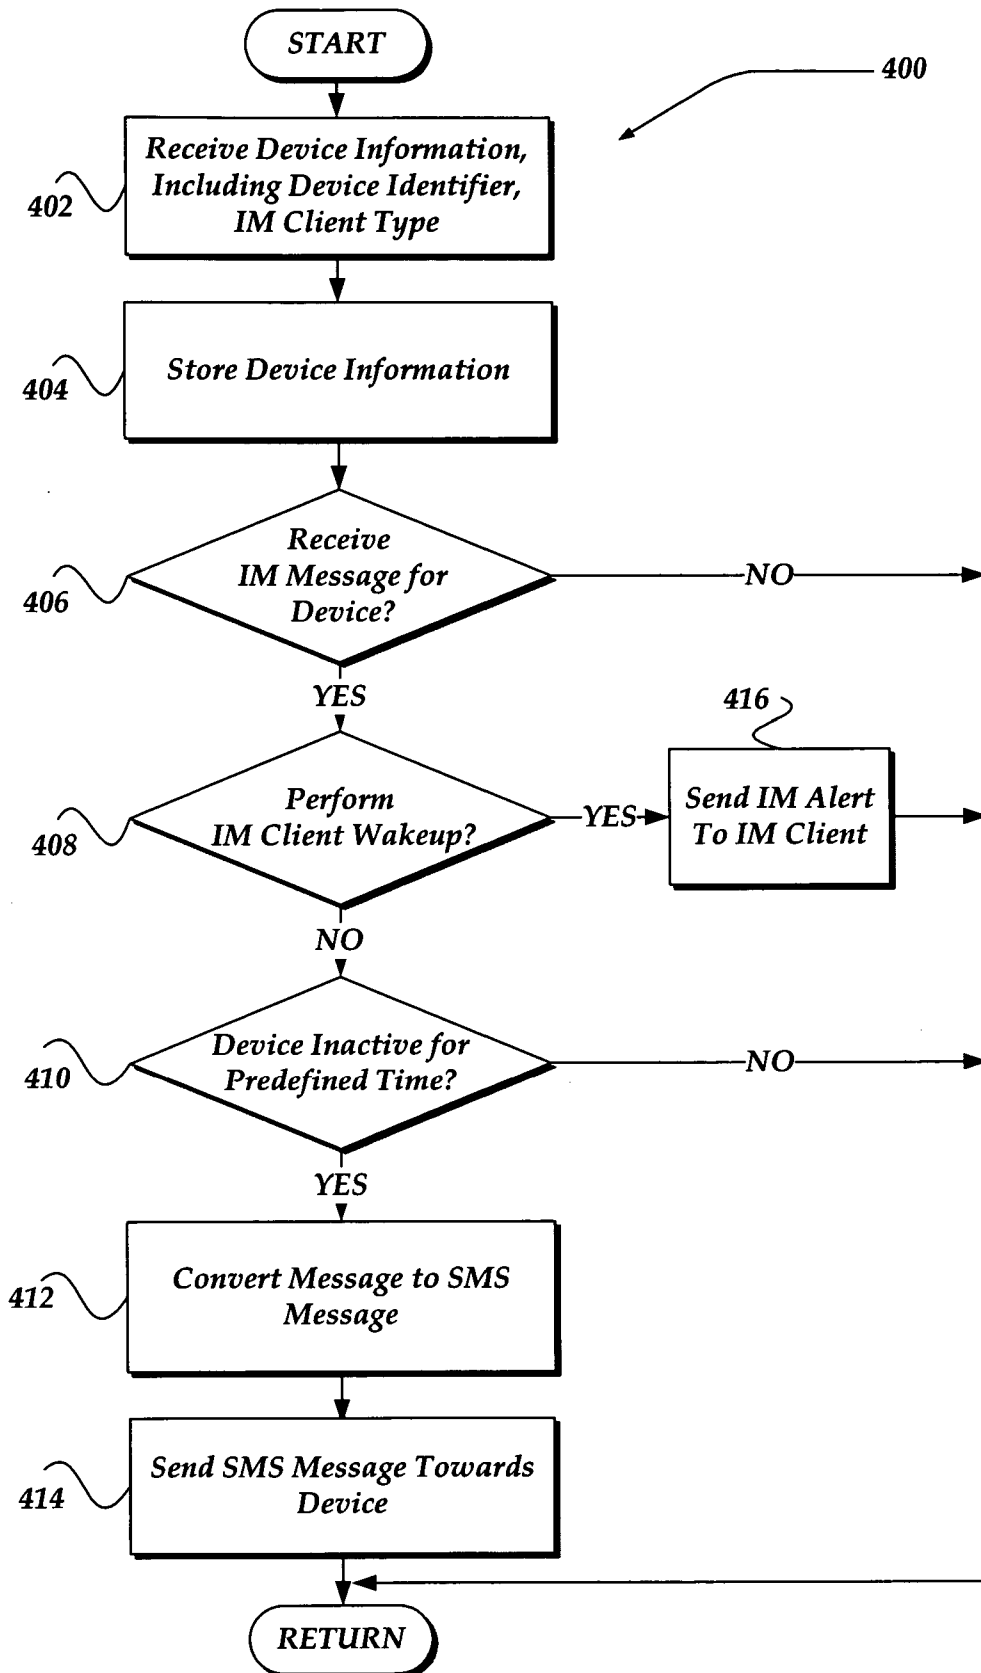 START
400
Receive Device Information,
Including Device Identifier,
IM Client Type
402
Store Device Information
404
Receive
IM Message for
Device?
406
NO
YES
416
Perform
IM Client Wakeup?
408
YES
Send IM Alert
To IM Client
NO
Device Inactive for
Predefined Time?
410
NO
YES
Convert Message to SMS
Message
412
Send SMS Message Towards
Device
414
RETURN